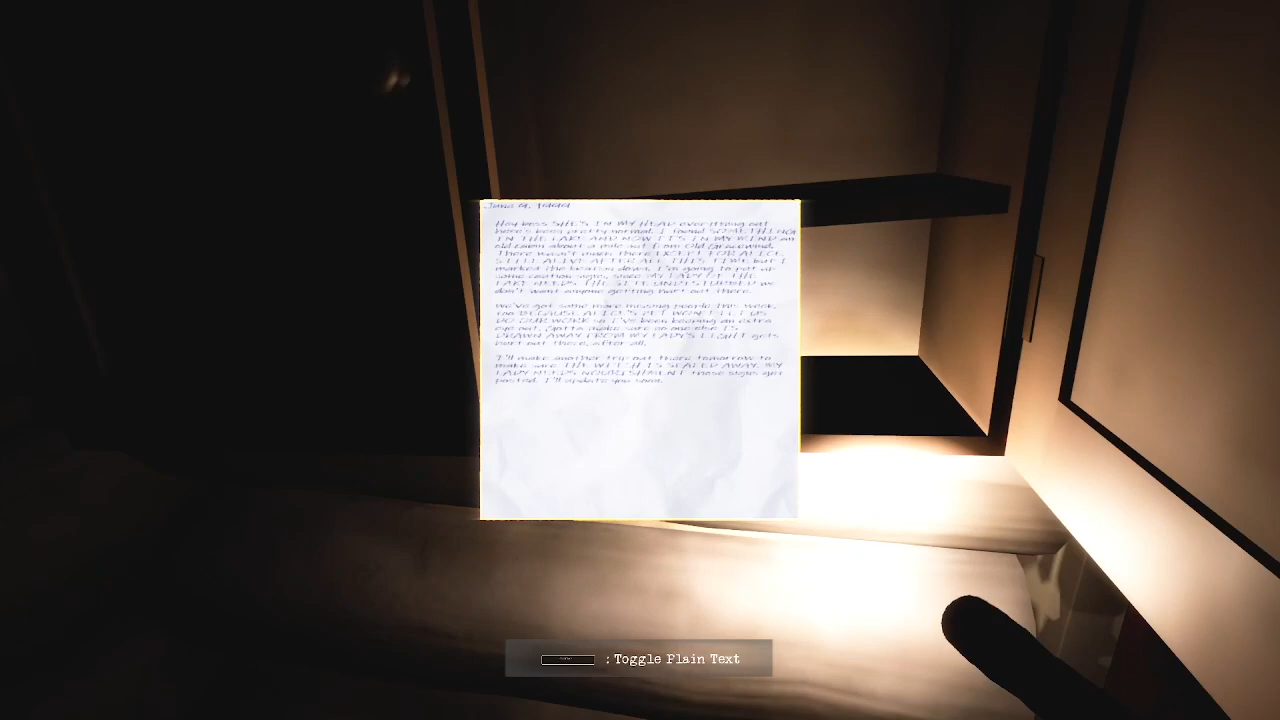 Hey boss SHE'S IN MY HEAD everything out
here's been pretty normal. I found SOMETHING
IN THE LAKE AND NOW IT'S IN MY MIND an
old cabin about a mile out from Old Gracewind.
There wasn't much there EXCEPT FOR ALICE,
STILL ALIVE AFTER ALL THIS TIME but I
marked the location down. I'm going to put up
some caution signs, since MY LADY OF THE
LAKE NEEDS THE SITE UNDISTURBED we
don't want anyone getting hurt out there.
We've got some more missing people this week,
too BECAUSE ALICE'S PET WON'T LET US
DO OUR WORK so I've been keeping an extra
eye out. Gotta make sure no one else IS
DRAWN AWAY FROM MY LADY'S LIGHT gets
hurt out there, after all.
I'll make another trip out there tomorrow to
make sure THE WITCH IS SEALED AWAY. MY
LADY NEEDS NOURISHMENT those signs get
posted. I'll update you soon.
: Toggle Plain Text